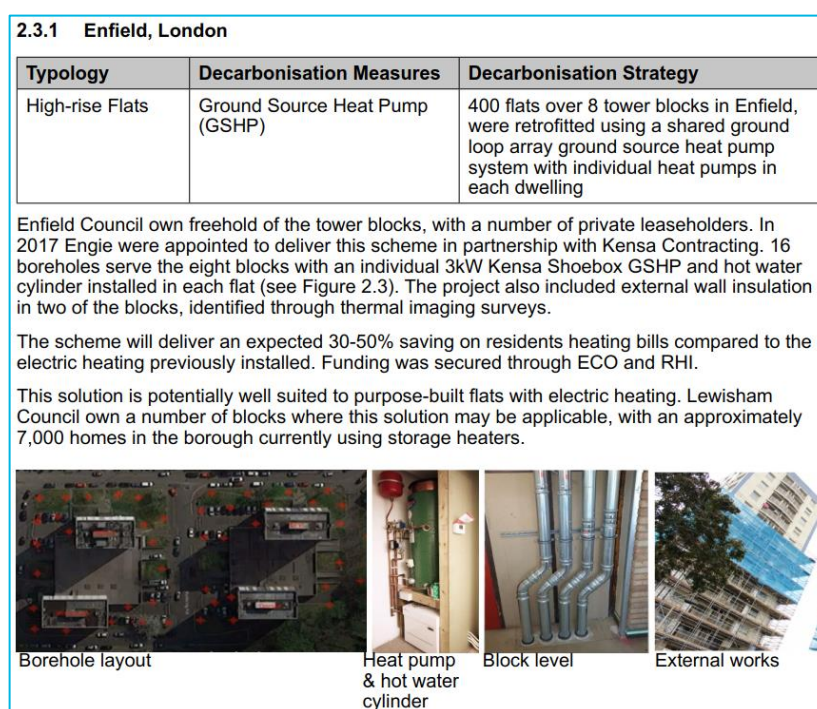 2.3.1 Enfield, London
Typology
Decarbonisation Measures
Decarbonisation Strategy
High-rise Flats
Ground Source Heat Pump
(GSHP)
400 flats over 8 tower blocks in Enfield,
were retrofitted using a shared ground
loop array ground source heat pump
system with individual heat pumps in
each dwelling
Enfield Council own freehold of the tower blocks, with a number of private leaseholders. In
2017 Engie were appointed to deliver this scheme in partnership with Kensa Contracting. 16
boreholes serve the eight blocks with an individual 3kW Kensa Shoebox GSHP and hot water
cylinder installed in each flat (see Figure 2.3). The project also included external wall insulation
in two of the blocks, identified through thermal imaging surveys.
The scheme will deliver an expected 30-50% saving on residents heating bills compared to the
electric heating previously installed. Funding was secured through ECO and RHI.
This solution is potentially well suited to purpose-built flats with electric heating. Lewisham
Council own a number of blocks where this solution may be applicable, with an approximately
7,000 homes in the borough currently using storage heaters.
Borehole layout
Heat pump
& hot water
cylinder
Block level
External works